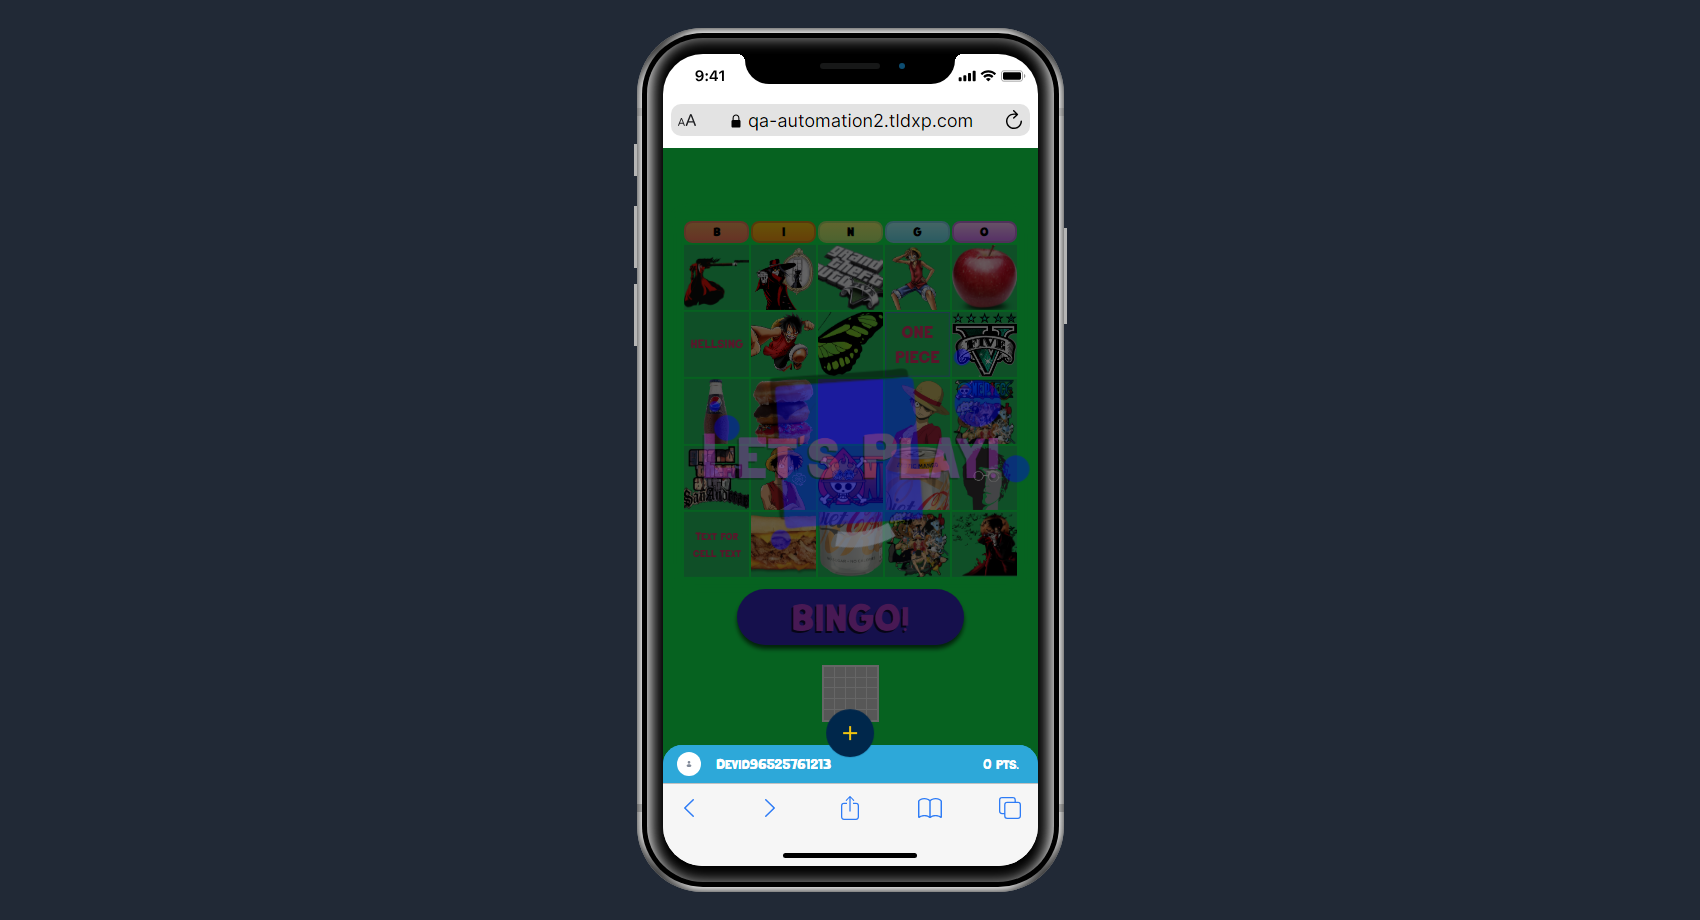 9:41
AA qa-automation2.tldxp.com
B I N G O
grand
theft
HELLSING
ONE
PIECE
FIVE
LET'S PLAY!
TEXT FOR
CELL TEXT
BINGO!
+
Devid96525761213 0 PTS.